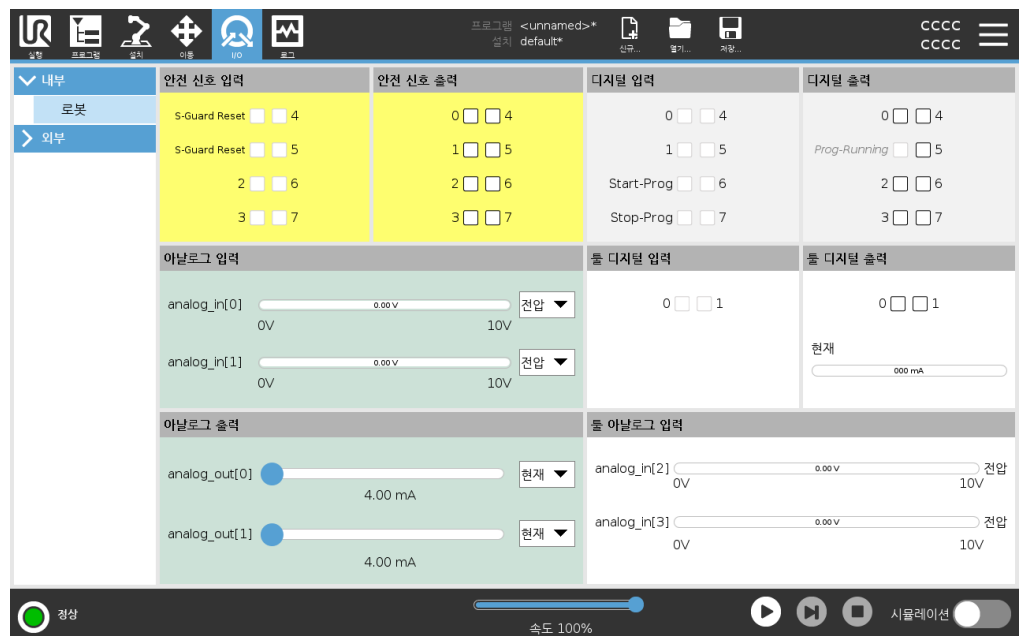 UR
실행
프로그램
설치
이동
I/O
로그
프로그램 <unnamed>*
설치 default*
신규...
열기...
저장...
CCCC
CCCC
내부
로봇
외부
안전 신호 입력
S-Guard Reset 4
S-Guard Reset 5
2 6
3 7
안전 신호 출력
0 4
1 5
2 6
3 7
디지털 입력
0 4
1 5
Start-Prog 6
Stop-Prog 7
디지털 출력
0 4
Prog-Running 5
2 6
3 7
아날로그 입력
analog_in[0] 0.00 V 전압
0V 10V
analog_in[1] 0.00 V 전압
0V 10V
툴 디지털 입력
0 1
툴 디지털 출력
0 1
현재
000 mA
아날로그 출력
analog_out[0] 현재
4.00 mA
analog_out[1] 현재
4.00 mA
툴 아날로그 입력
analog_in[2] 0.00 V 전압
0V 10V
analog_in[3] 0.00 V 전압
0V 10V
정상
속도 100%
시뮬레이션